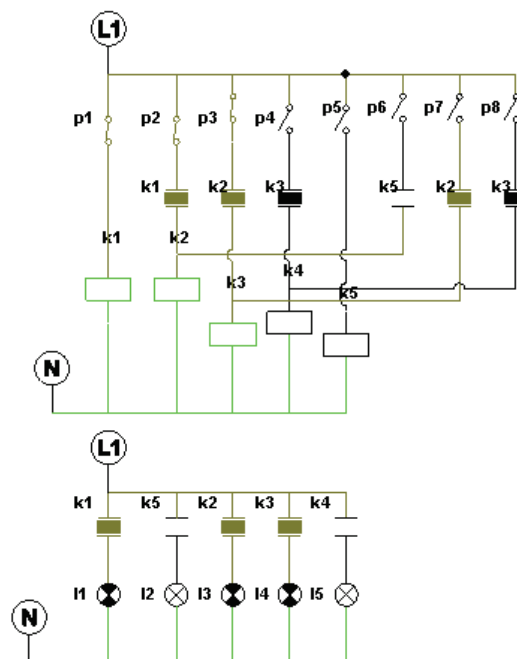 L1
p1 p2 p3 p4 p5 p6 p7 p8
k1 k2 k3 k5 k2 k3
k1 k2
k4
k3 k5
N
L1
k1 k5 k2 k3 k4
l1 l2 l3 l4 l5
N